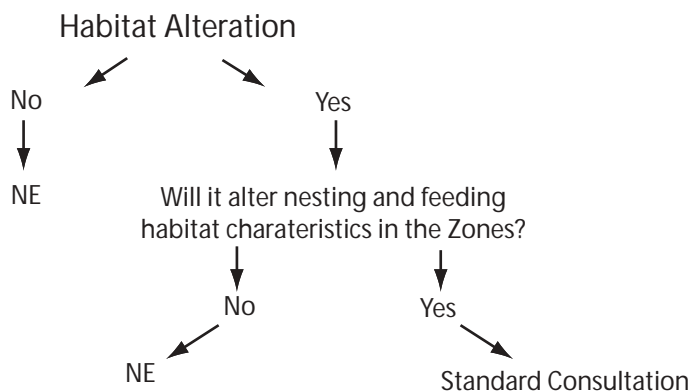 Habitat Alteration
No
Yes
NE
Will it alter nesting and feeding
habitat charateristics in the Zones?
No
Yes
NE
Standard Consultation